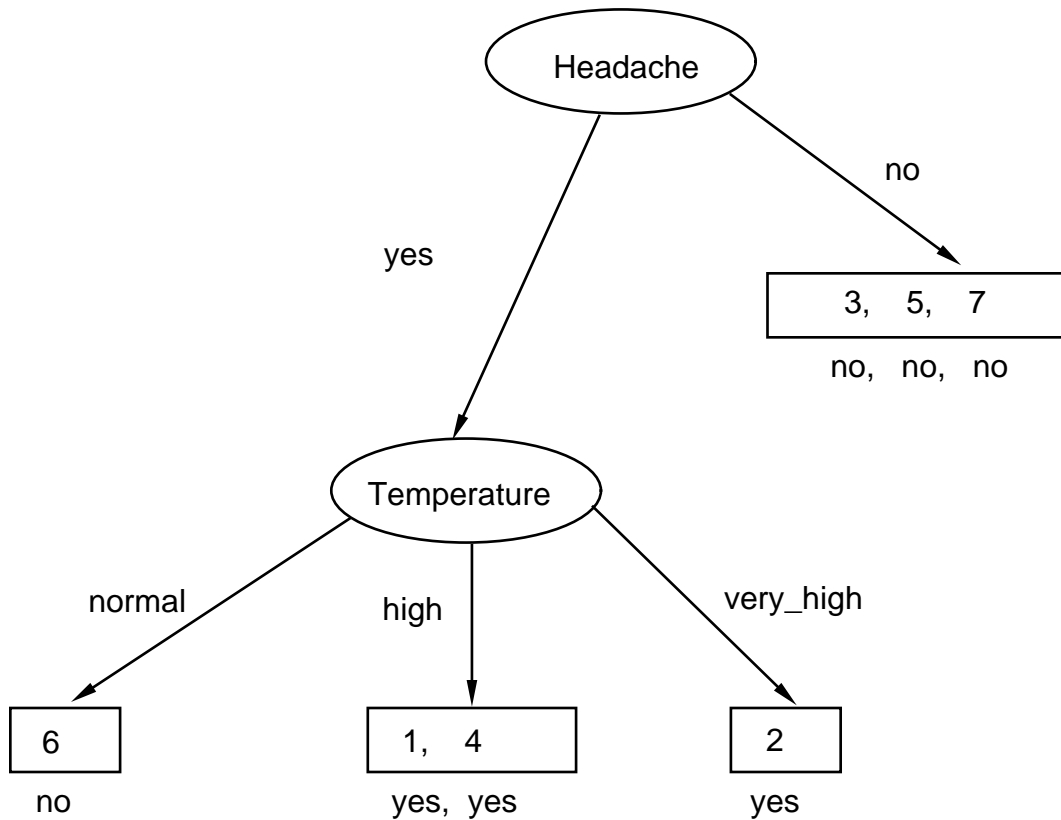 Headache
no
yes
3, 5, 7
no, no, no
Temperature
normal
high
very_high
6
1, 4
2
no
yes, yes
yes